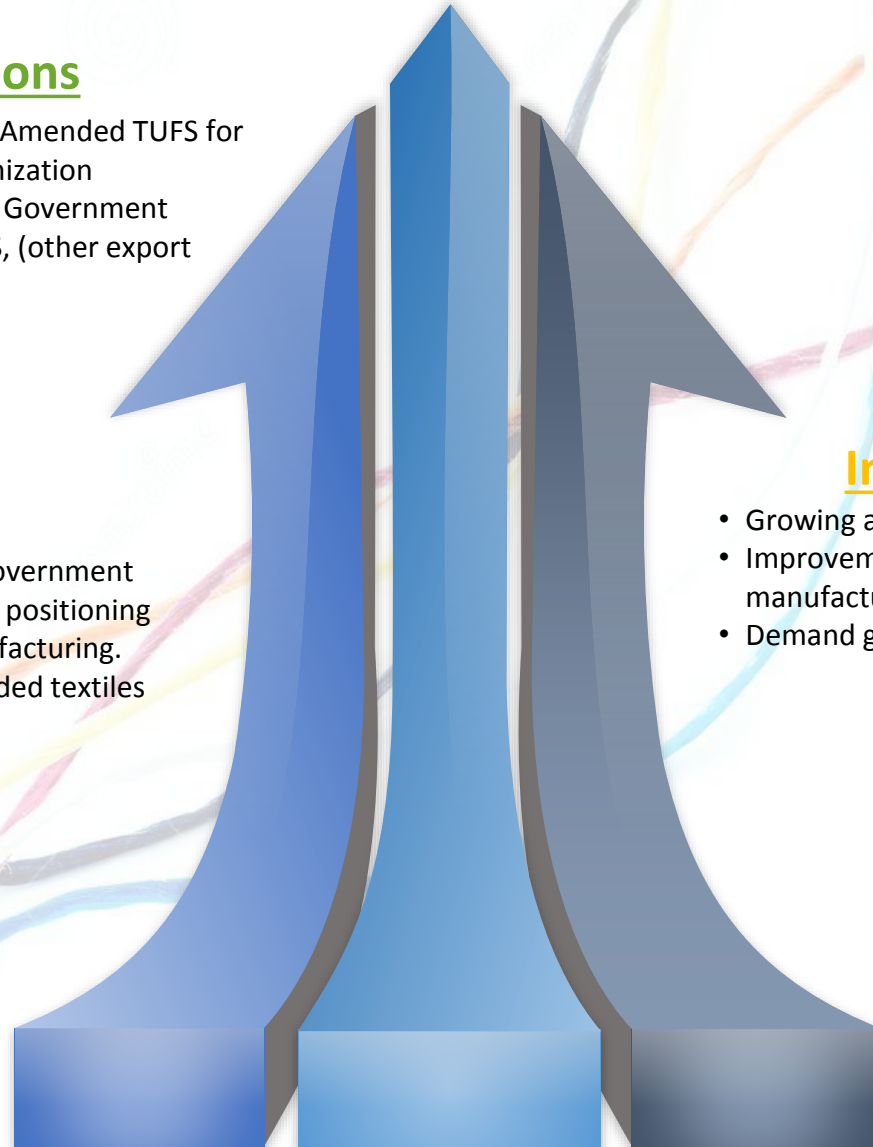 ons
Amended TUFS for
nization
Government
S, (other export
overnment
positioning
facturing.
ded textiles
In
• Growing a
• Improvem
manufactu
• Demand g